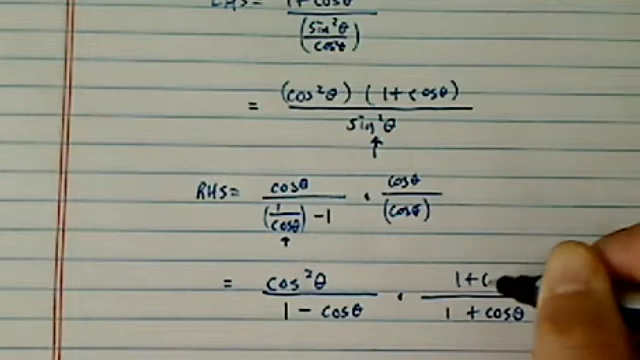 LHS = 1 + cosθ / (sin²θ / cos²θ)
= (cos²θ) (1 + cosθ) / sin²θ
RHS = cosθ / ((1 / cosθ) - 1) · cosθ / (cosθ)
= cos²θ / 1 - cosθ · 1 + c / 1 + cosθ